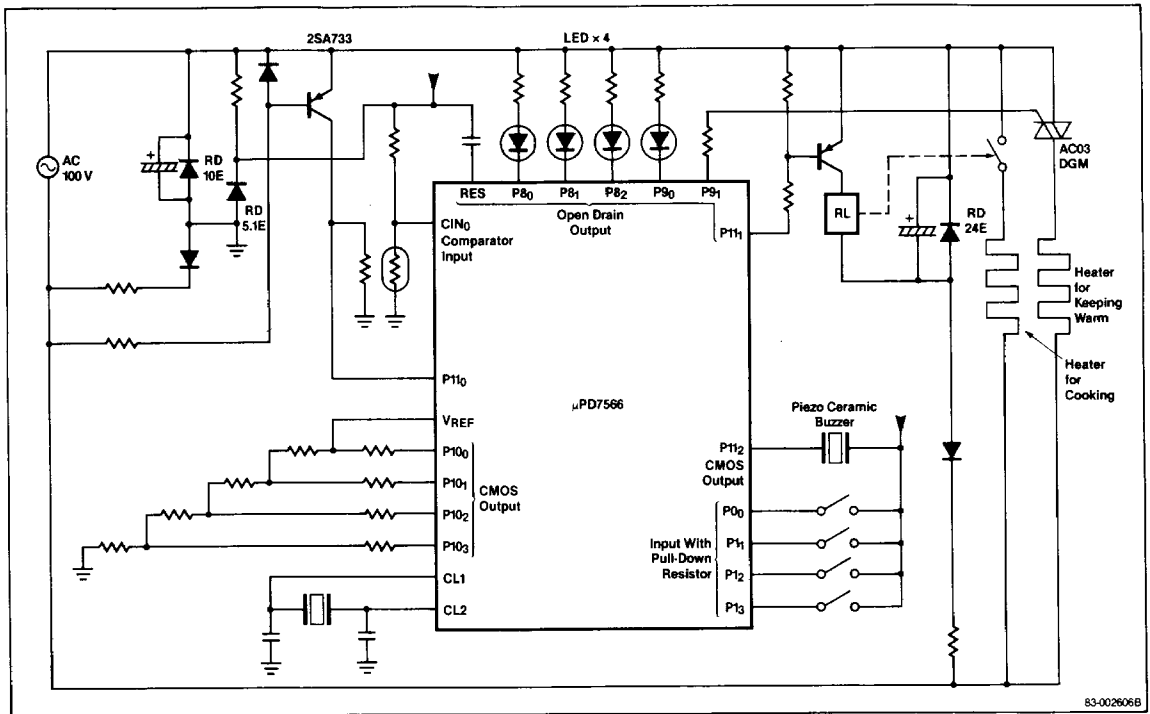 2SA733
LED × 4
AC
100 V
RD
10E
RD
5.1E
RES
P8₀
P8₁
P8₂
P9₀
P9₁
Open Drain
Output
CIN₀
Comparator
Input
P11₁
RL
RD
24E
AC03
DGM
Heater
for
Keeping
Warm
Heater
for
Cooking
P11₀
μPD7566
VREF
P10₀
P10₁
P10₂
P10₃
CMOS
Output
CL1
CL2
Piezo Ceramic
Buzzer
P11₂
CMOS
Output
P0₀
P1₁
P1₂
P1₃
Input With
Pull-Down
Resistor
83-002606B